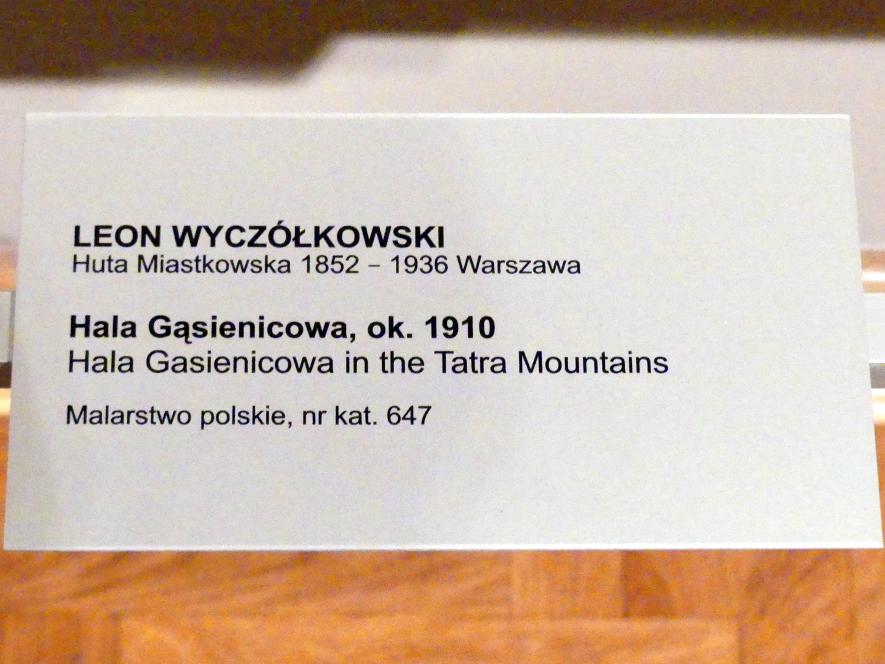 LEON WYCZÓŁKOWSKI
Huta Miastkowska 1852 – 1936 Warszawa
Hala Gąsienicowa, ok. 1910
Hala Gasienicowa in the Tatra Mountains
Malarstwo polskie, nr kat. 647